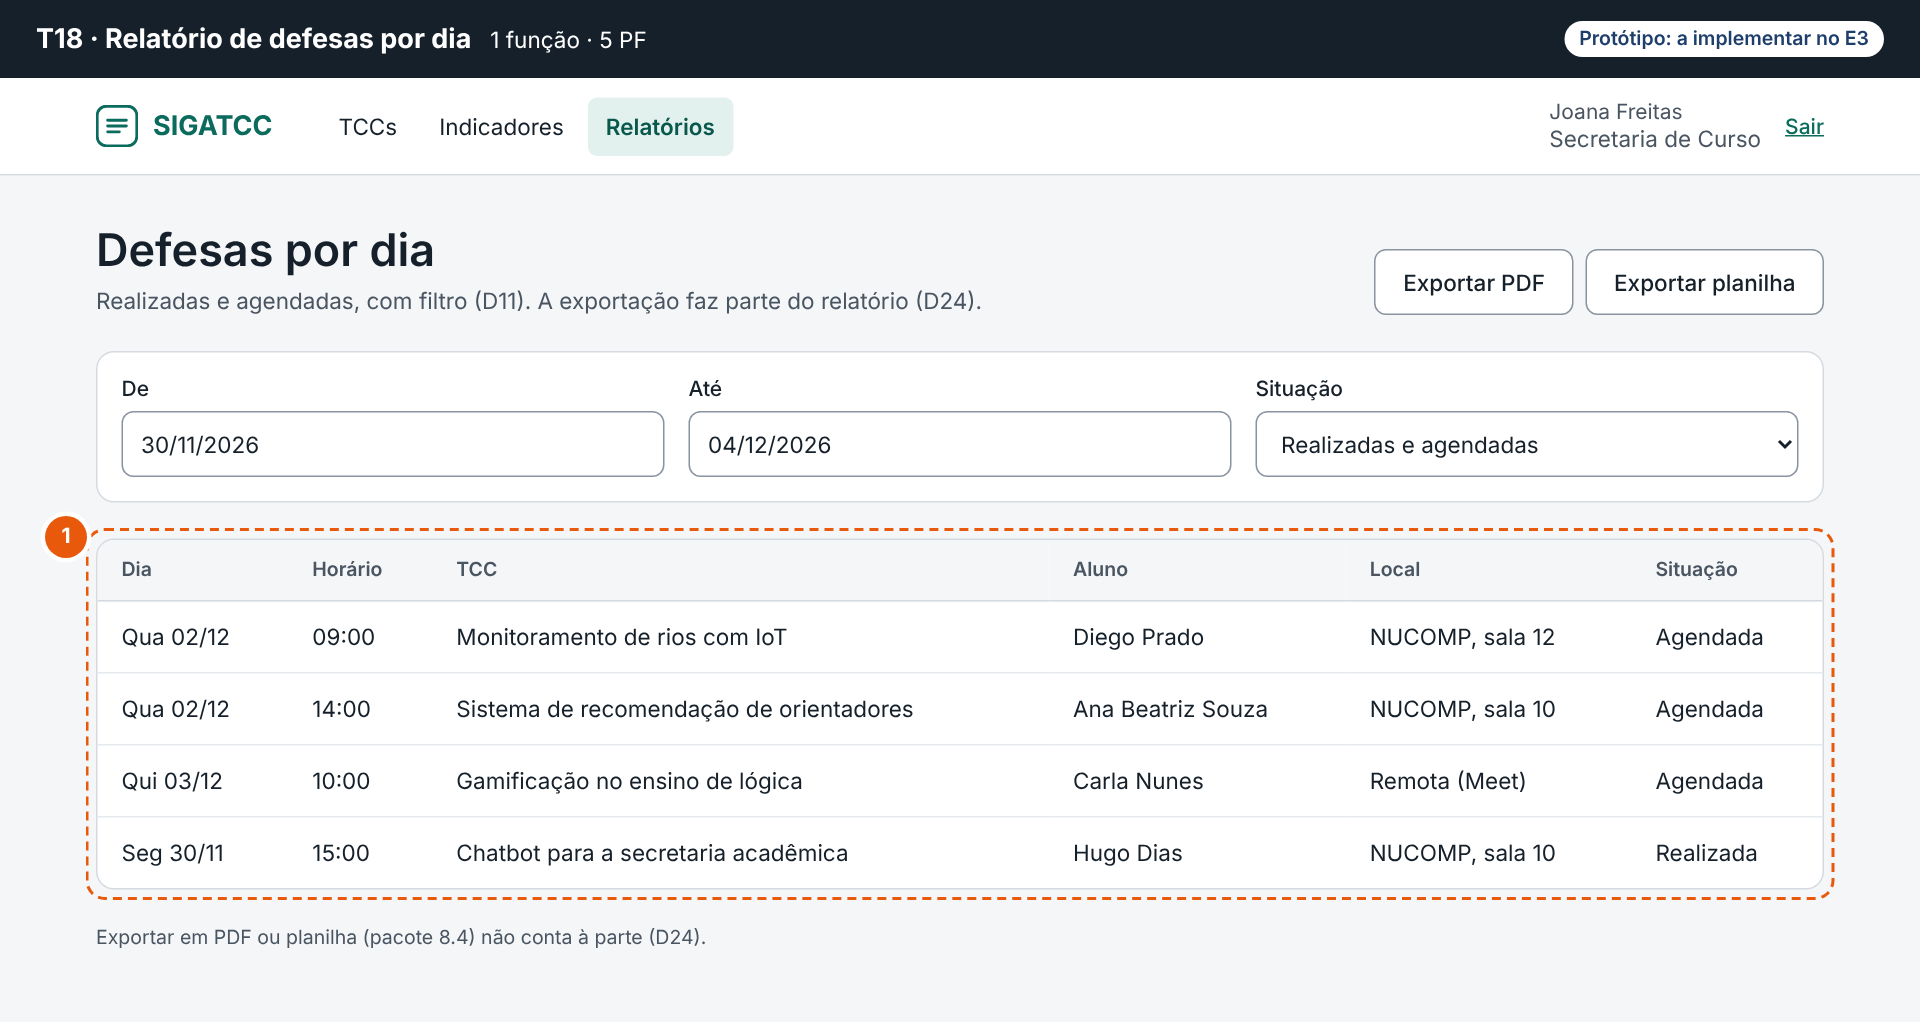 T18 · Relatório de defesas por dia 1 função · 5 PF
Protótipo: a implementar no E3
SIGATCC
TCCs
Indicadores
Relatórios
Joana Freitas
Secretaria de Curso
Sair
Defesas por dia
Realizadas e agendadas, com filtro (D11). A exportação faz parte do relatório (D24).
Exportar PDF
Exportar planilha
De
Até
Situação
30/11/2026
04/12/2026
Realizadas e agendadas
1
Dia Horário TCC Aluno Local Situação
Qua 02/12 09:00 Monitoramento de rios com IoT Diego Prado NUCOMP, sala 12 Agendada
Qua 02/12 14:00 Sistema de recomendação de orientadores Ana Beatriz Souza NUCOMP, sala 10 Agendada
Qui 03/12 10:00 Gamificação no ensino de lógica Carla Nunes Remota (Meet) Agendada
Seg 30/11 15:00 Chatbot para a secretaria acadêmica Hugo Dias NUCOMP, sala 10 Realizada
Exportar em PDF ou planilha (pacote 8.4) não conta à parte (D24).